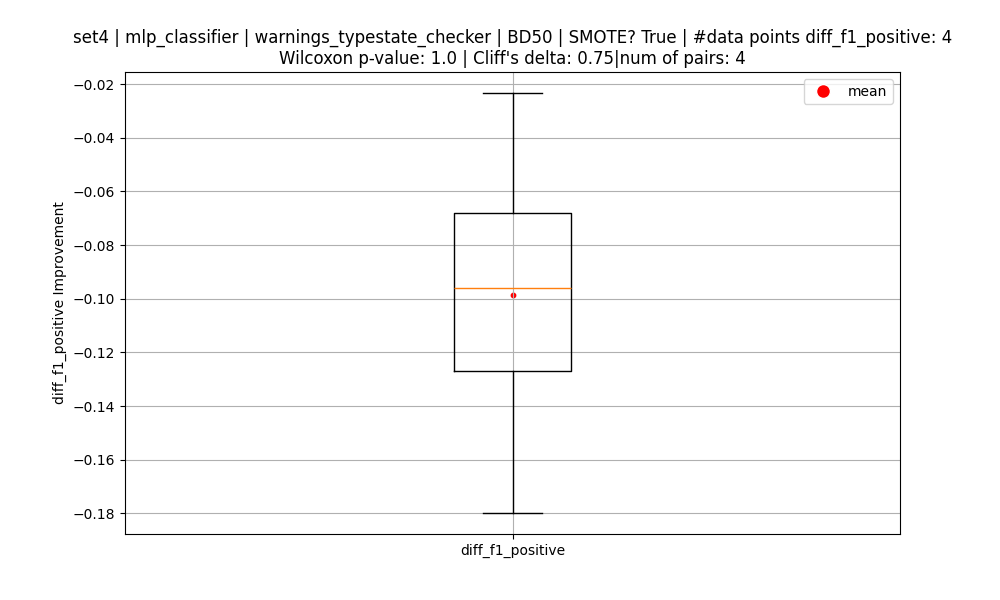 set4 | mlp_classifier | warnings_typestate_checker | BD50 | SMOTE? True | #data points diff_f1_positive: 4
Wilcoxon p-value: 1.0 | Cliff's delta: 0.75|num of pairs: 4
mean
diff_f1_positive Improvement
−0.02
−0.04
−0.06
−0.08
−0.10
−0.12
−0.14
−0.16
−0.18
diff_f1_positive